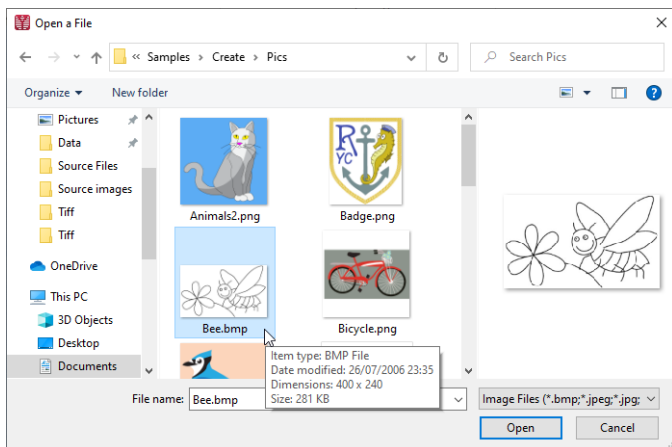 Open a File
« Samples › Create › Pics
Search Pics
Organize
New folder
Pictures
Data
Source Files
Source images
Tiff
Tiff
OneDrive
This PC
3D Objects
Desktop
Documents
Animals2.png
R
YC
Badge.png
Bee.bmp
Bicycle.png
Item type: BMP File
Date modified: 26/07/2006 23:35
Dimensions: 400 x 240
Size: 281 KB
File name: Bee.bmp
Image Files (*.bmp;*.jpeg;*.jpg;
Open
Cancel